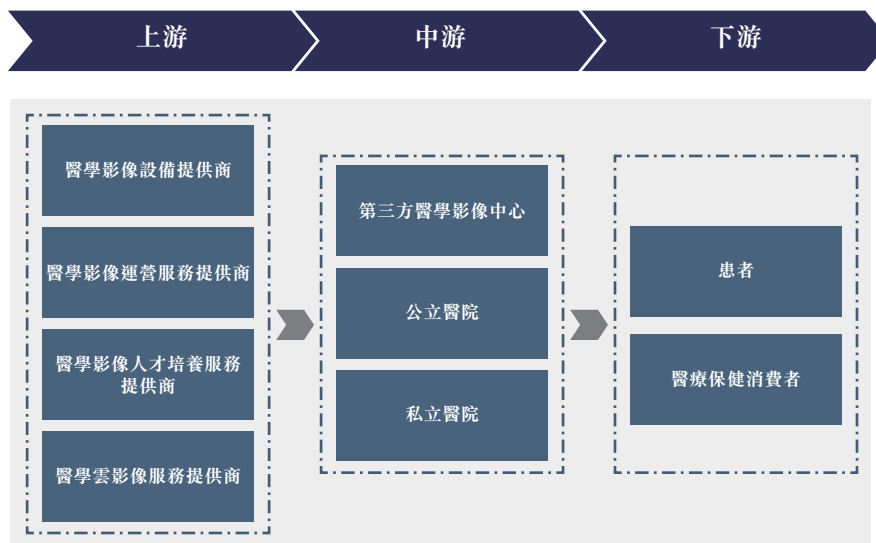 上游
中游
下游
醫學影像設備提供商
醫學影像運營服務提供商
醫學影像人才培養服務
提供商
醫學雲影像服務提供商
第三方醫學影像中心
公立醫院
私立醫院
患者
醫療保健消費者